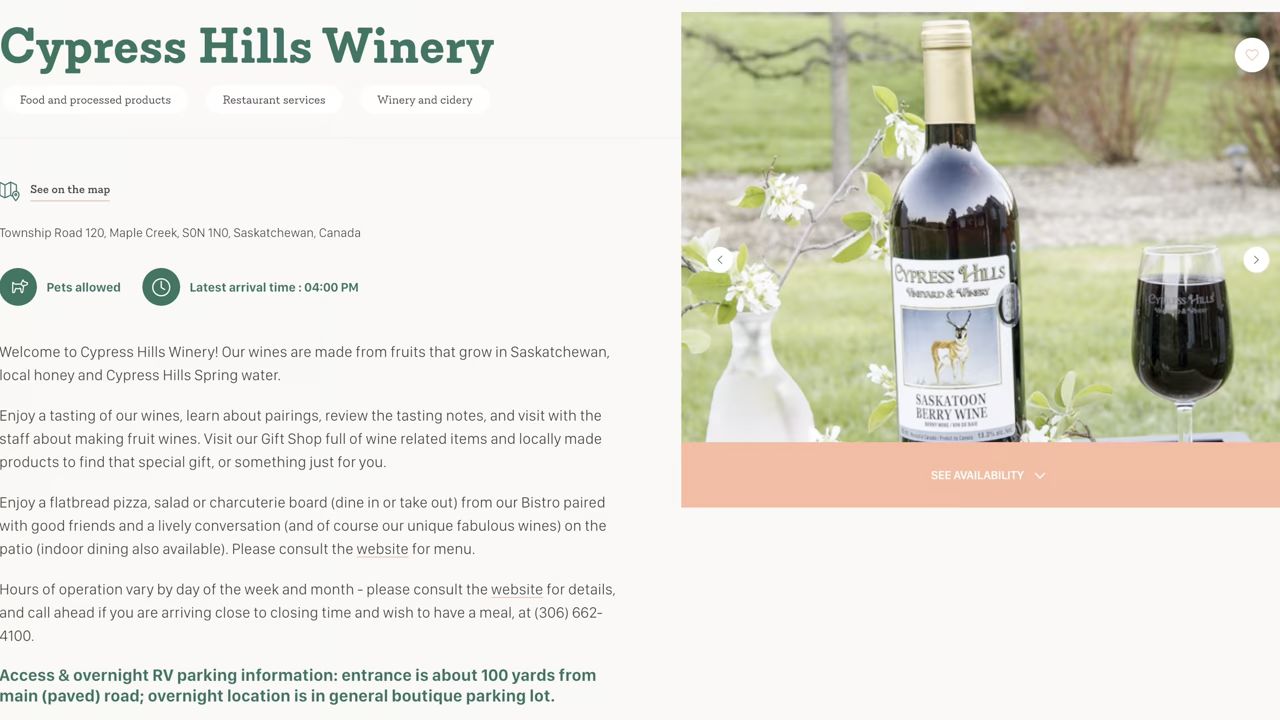 Cypress Hills Winery
Food and processed products
Restaurant services
Winery and cidery
See on the map
Township Road 120, Maple Creek, S0N 1N0, Saskatchewan, Canada
Pets allowed
Latest arrival time : 04:00 PM
Welcome to Cypress Hills Winery! Our wines are made from fruits that grow in Saskatchewan,
local honey and Cypress Hills Spring water.
Enjoy a tasting of our wines, learn about pairings, review the tasting notes, and visit with the
staff about making fruit wines. Visit our Gift Shop full of wine related items and locally made
products to find that special gift, or something just for you.
Enjoy a flatbread pizza, salad or charcuterie board (dine in or take out) from our Bistro paired
with good friends and a lively conversation (and of course our unique fabulous wines) on the
patio (indoor dining also available). Please consult the website for menu.
Hours of operation vary by day of the week and month - please consult the website for details,
and call ahead if you are arriving close to closing time and wish to have a meal, at (306) 662-
4100.
Access & overnight RV parking information: entrance is about 100 yards from
main (paved) road; overnight location is in general boutique parking lot.
CYPRESS HILLS
VINEYARD & WINERY
SASKATOON
BERRY WINE
CYPRESS HILLS
SEE AVAILABILITY